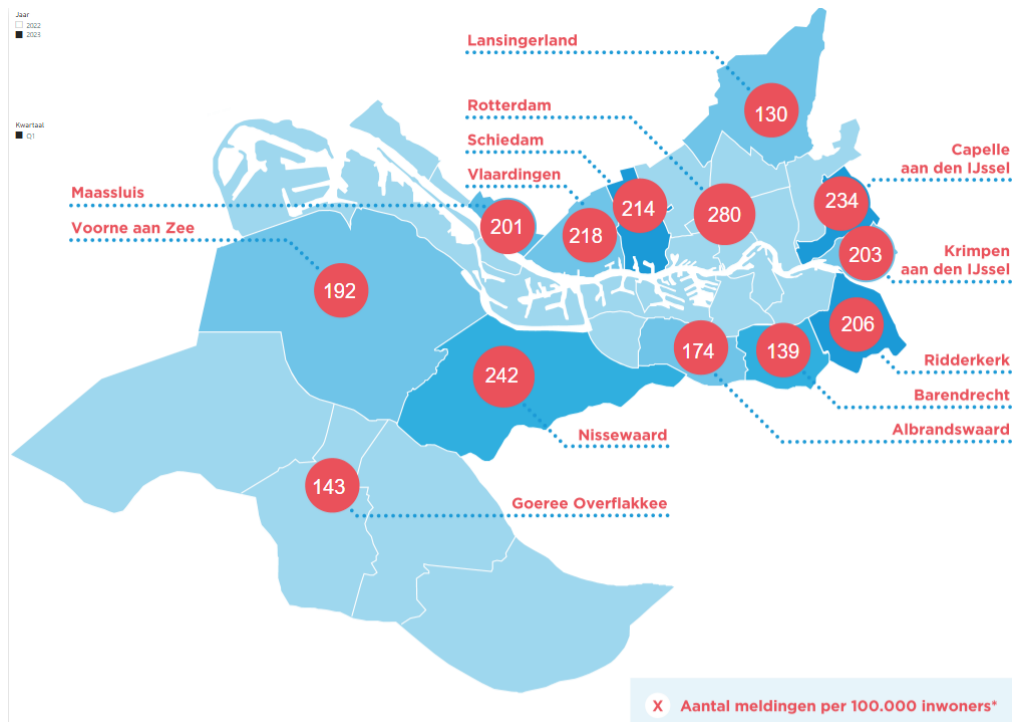 Jaar
2022
2023
Kwartaal
Q1
Lansingerland
130
Rotterdam
280
Schiedam
214
Vlaardingen
218
Maassluis
201
Voorne aan Zee
192
Capelle
aan den IJssel
234
Krimpen
aan den IJssel
203
206
Ridderkerk
139
Barendrecht
174
Albrandswaard
242
Nissewaard
143
Goeree Overflakkee
X Aantal meldingen per 100.000 inwoners*